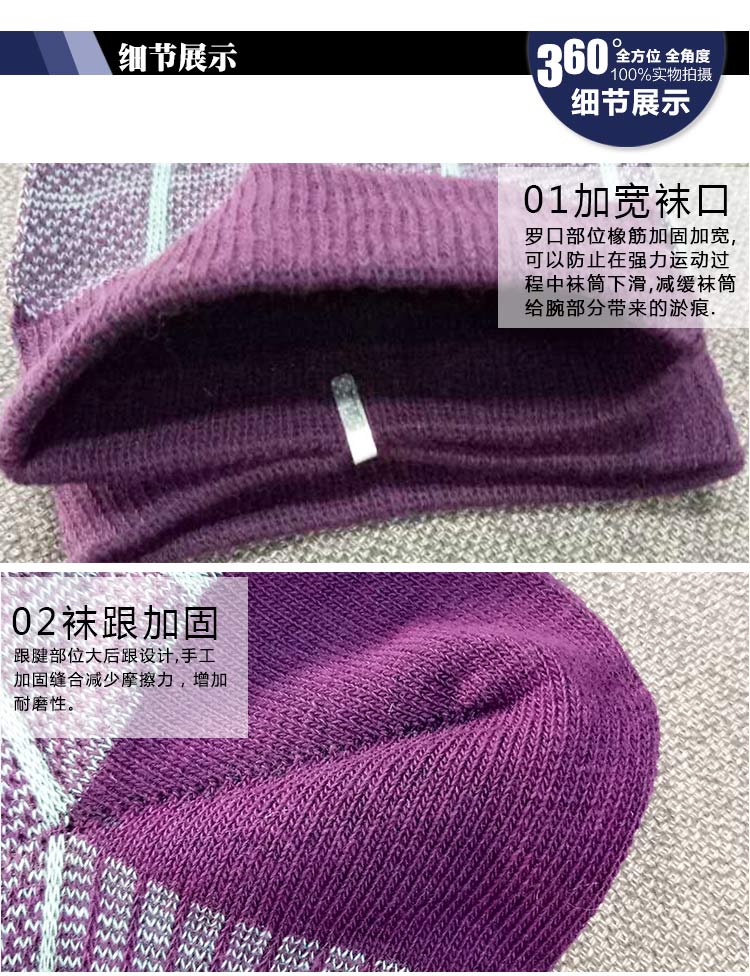 细节展示
360°
全方位 全角度
100%实物拍摄
细节展示
01加宽袜口
罗口部位橡筋加固加宽,
可以防止在强力运动过
程中袜筒下滑,减缓袜筒
给腕部分带来的淤痕.
02袜跟加固
跟腱部位大后跟设计,手工
加固缝合减少摩擦力，增加
耐磨性。